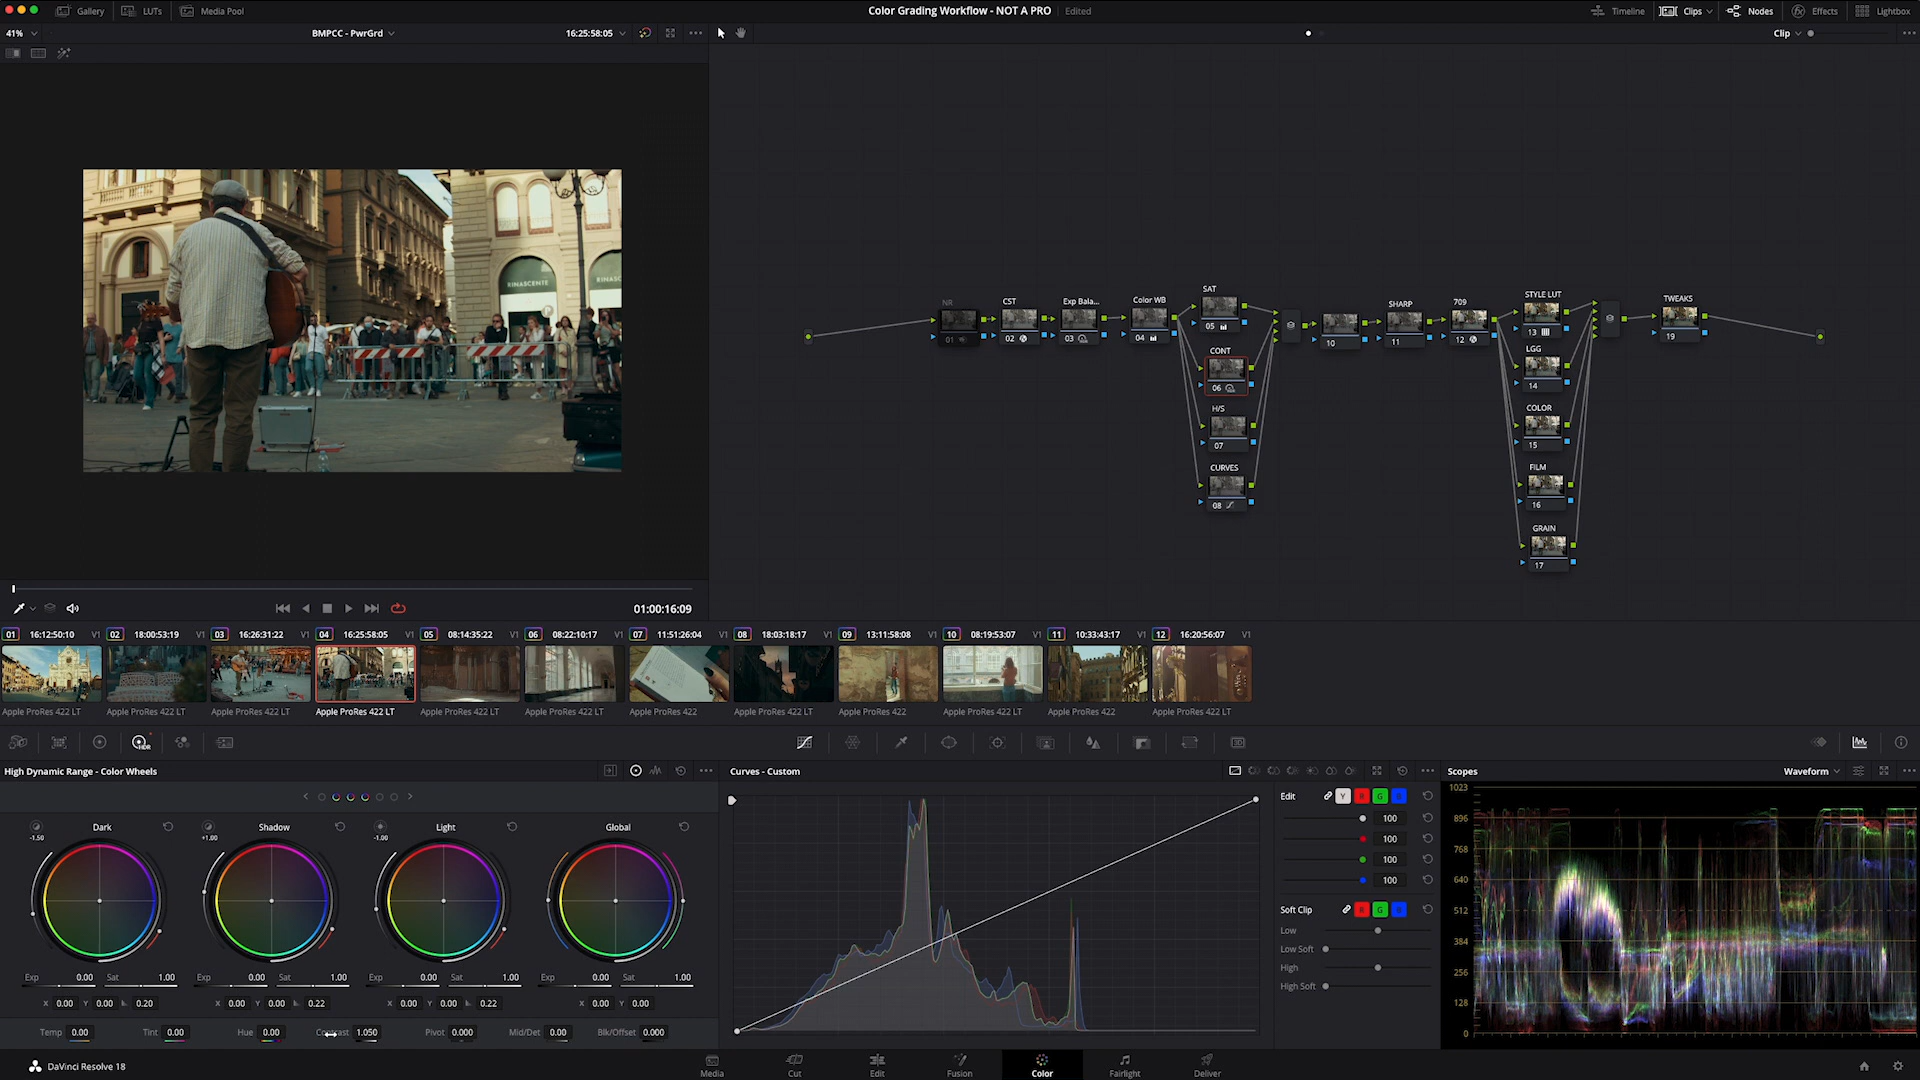 Gallery LUTs Media Pool Color Grading Workflow - NOT A PRO Edited Timeline Clips Nodes Effects Lightbox
41% BMPCC - PwrGrd 16:25:58:05 Clip
RINASCENTE
SAT
STYLE LUT
NR CST Exp Bala... Color WB SHARP 709 TWEAKS
01 02 03 04 05 10 11 12 13 19
CONT LGG
06 14
H/S COLOR
07 15
CURVES FILM
08 16
GRAIN
17
01:00:16:09
01 16:12:50:10 V1 02 18:00:53:19 V1 03 16:26:31:22 V1 04 16:25:58:05 V1 05 08:14:35:22 V1 06 08:22:10:17 V1 07 11:51:26:04 V1 08 18:03:18:17 V1 09 13:11:58:08 V1 10 08:19:53:07 V1 11 10:33:43:17 V1 12 16:20:56:07 V1
Apple ProRes 422 LT Apple ProRes 422 LT Apple ProRes 422 LT Apple ProRes 422 LT Apple ProRes 422 LT Apple ProRes 422 LT Apple ProRes 422 Apple ProRes 422 LT Apple ProRes 422 Apple ProRes 422 LT Apple ProRes 422 Apple ProRes 422 LT
HDR
3D
High Dynamic Range - Color Wheels Curves - Custom Scopes Waveform
Dark Shadow Light Global
-1.50 +1.00 -1.00
Exp 0.00 Sat 1.00 Exp 0.00 Sat 1.00 Exp 0.00 Sat 1.00 Exp 0.00 Sat 1.00
X 0.00 Y 0.00 0.20 X 0.00 Y 0.00 0.22 X 0.00 Y 0.00 0.22 X 0.00 Y 0.00
Temp 0.00 Tint 0.00 Hue 0.00 Contrast 1.050 Pivot 0.000 Mid/Det 0.00 Blk/Offset 0.000
Edit Y R G B
100
100
100
100
Soft Clip R G B
Low
Low Soft
High
High Soft
1023
896
768
640
512
384
256
128
0
DaVinci Resolve 18 Media Cut Edit Fusion Color Fairlight Deliver